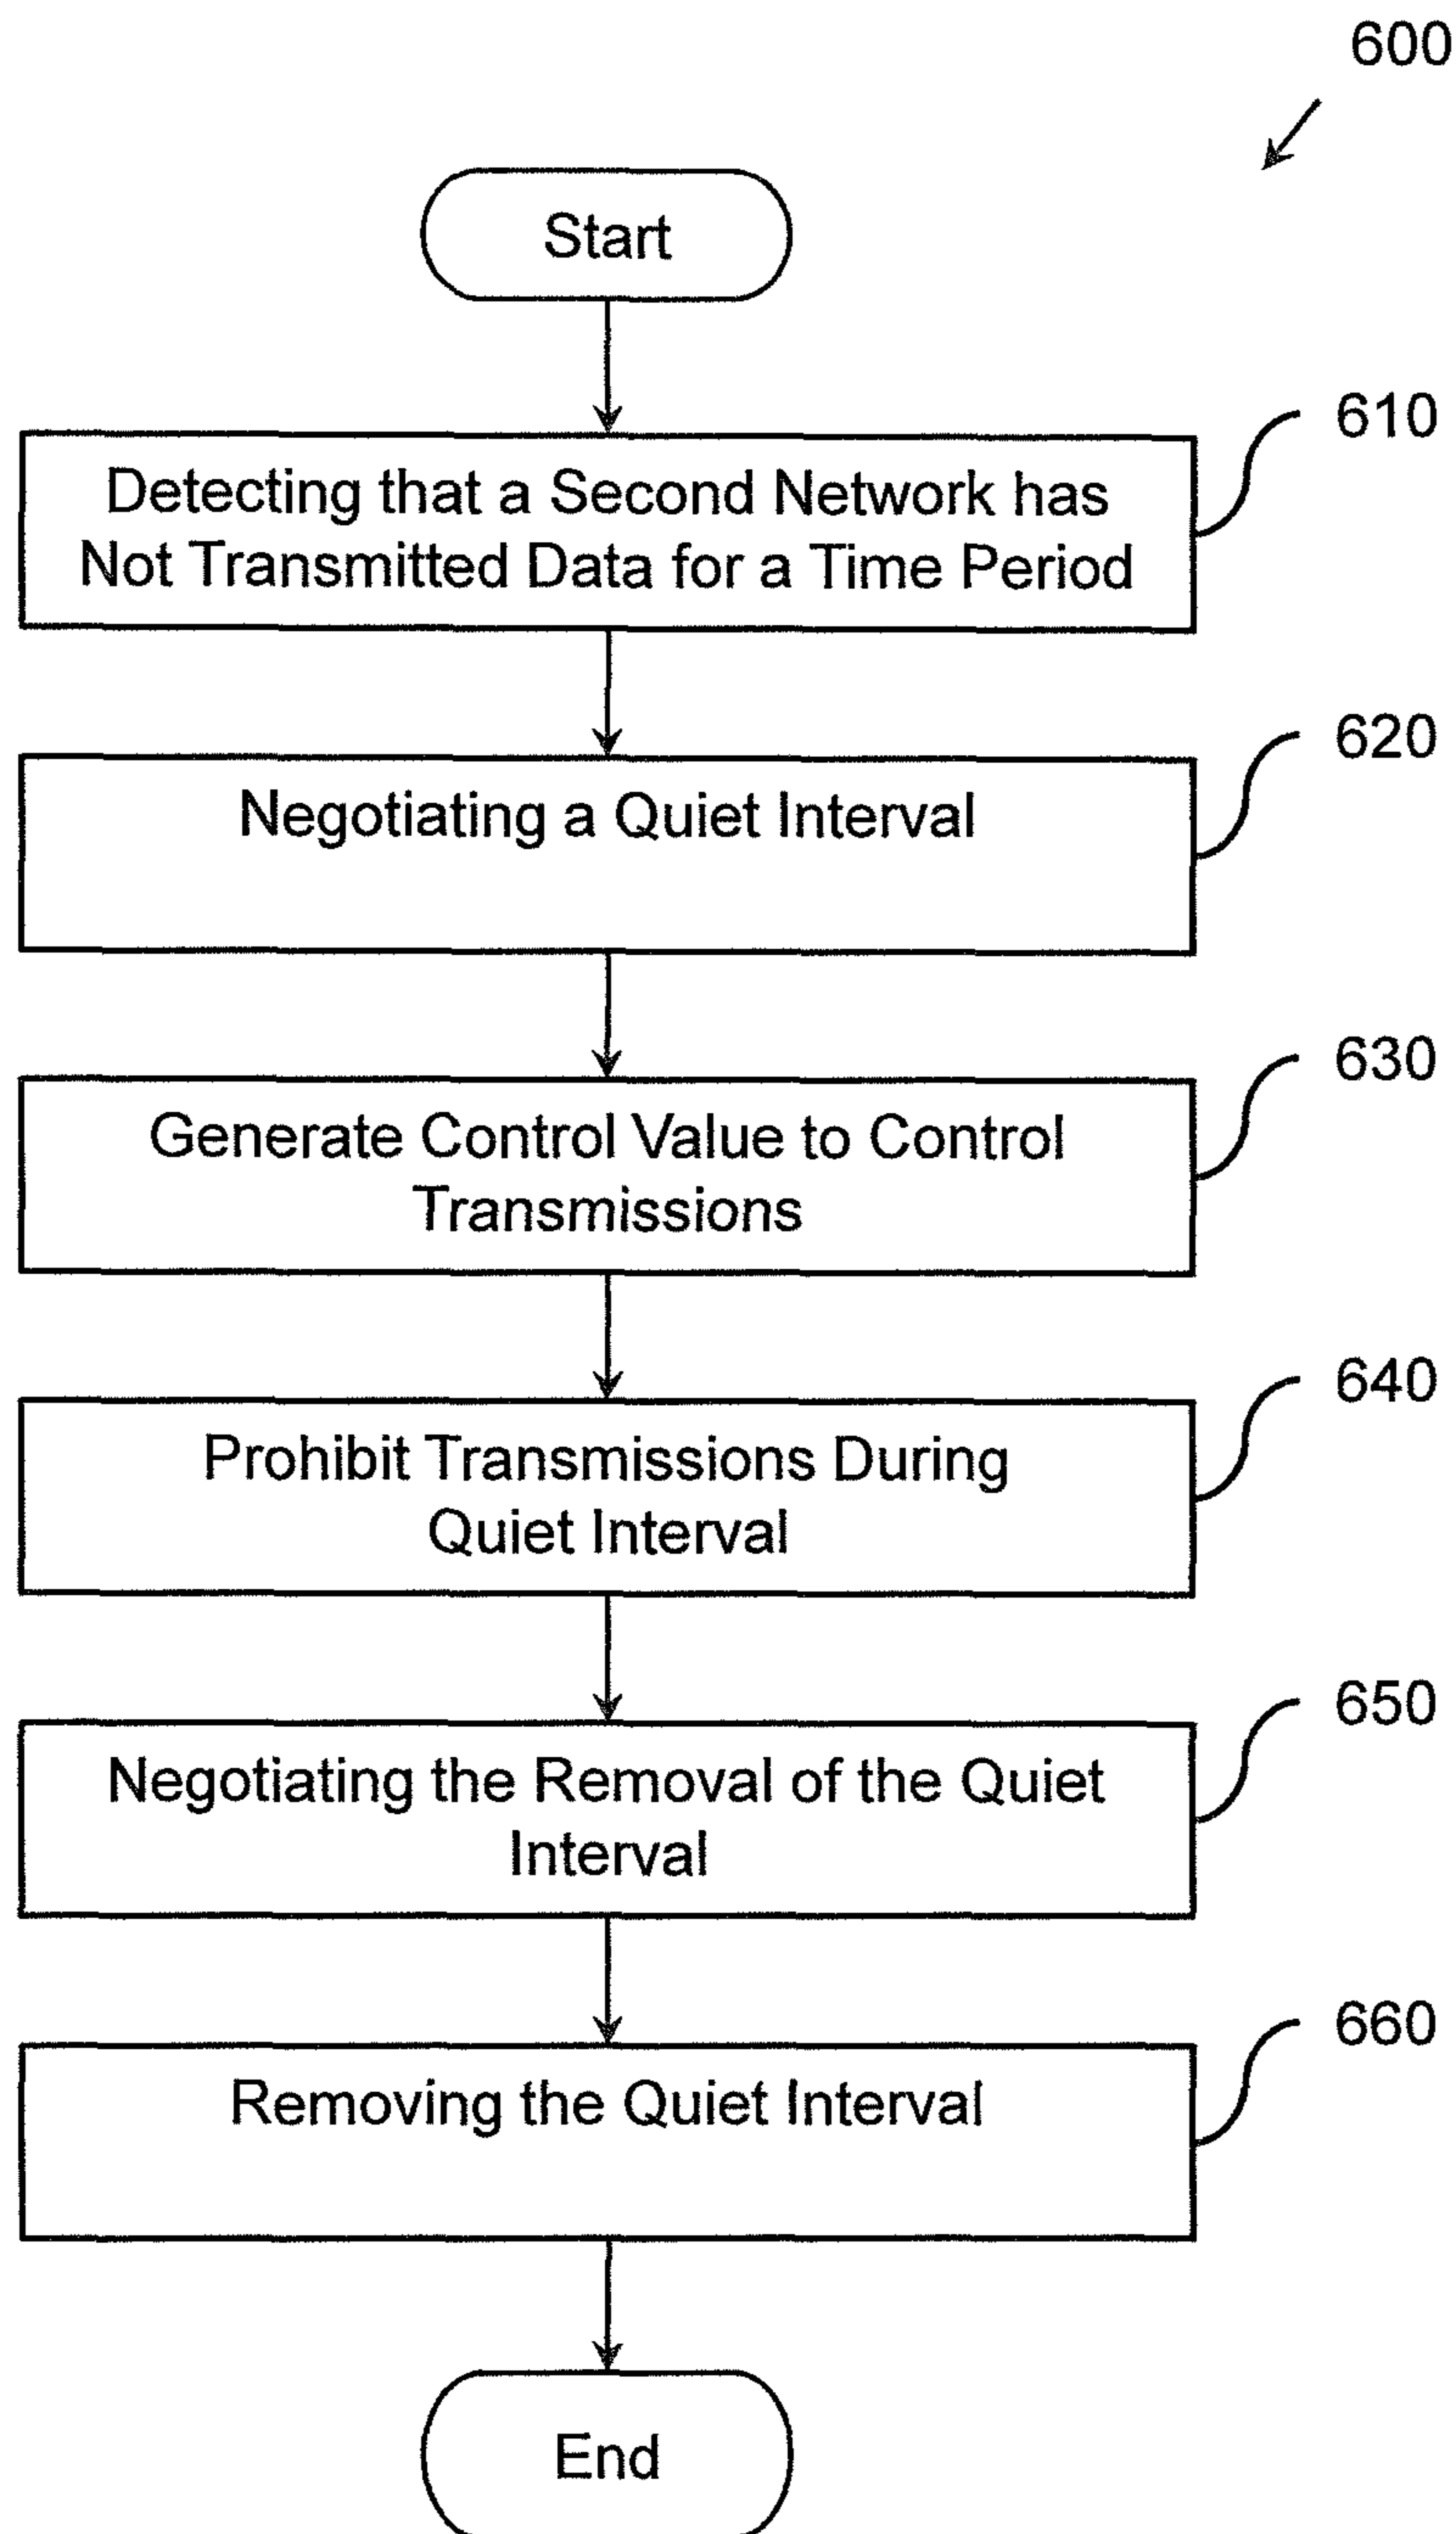 600
Start
610
Detecting that a Second Network has
Not Transmitted Data for a Time Period
620
Negotiating a Quiet Interval
630
Generate Control Value to Control
Transmissions
640
Prohibit Transmissions During
Quiet Interval
650
Negotiating the Removal of the Quiet
Interval
660
Removing the Quiet Interval
End